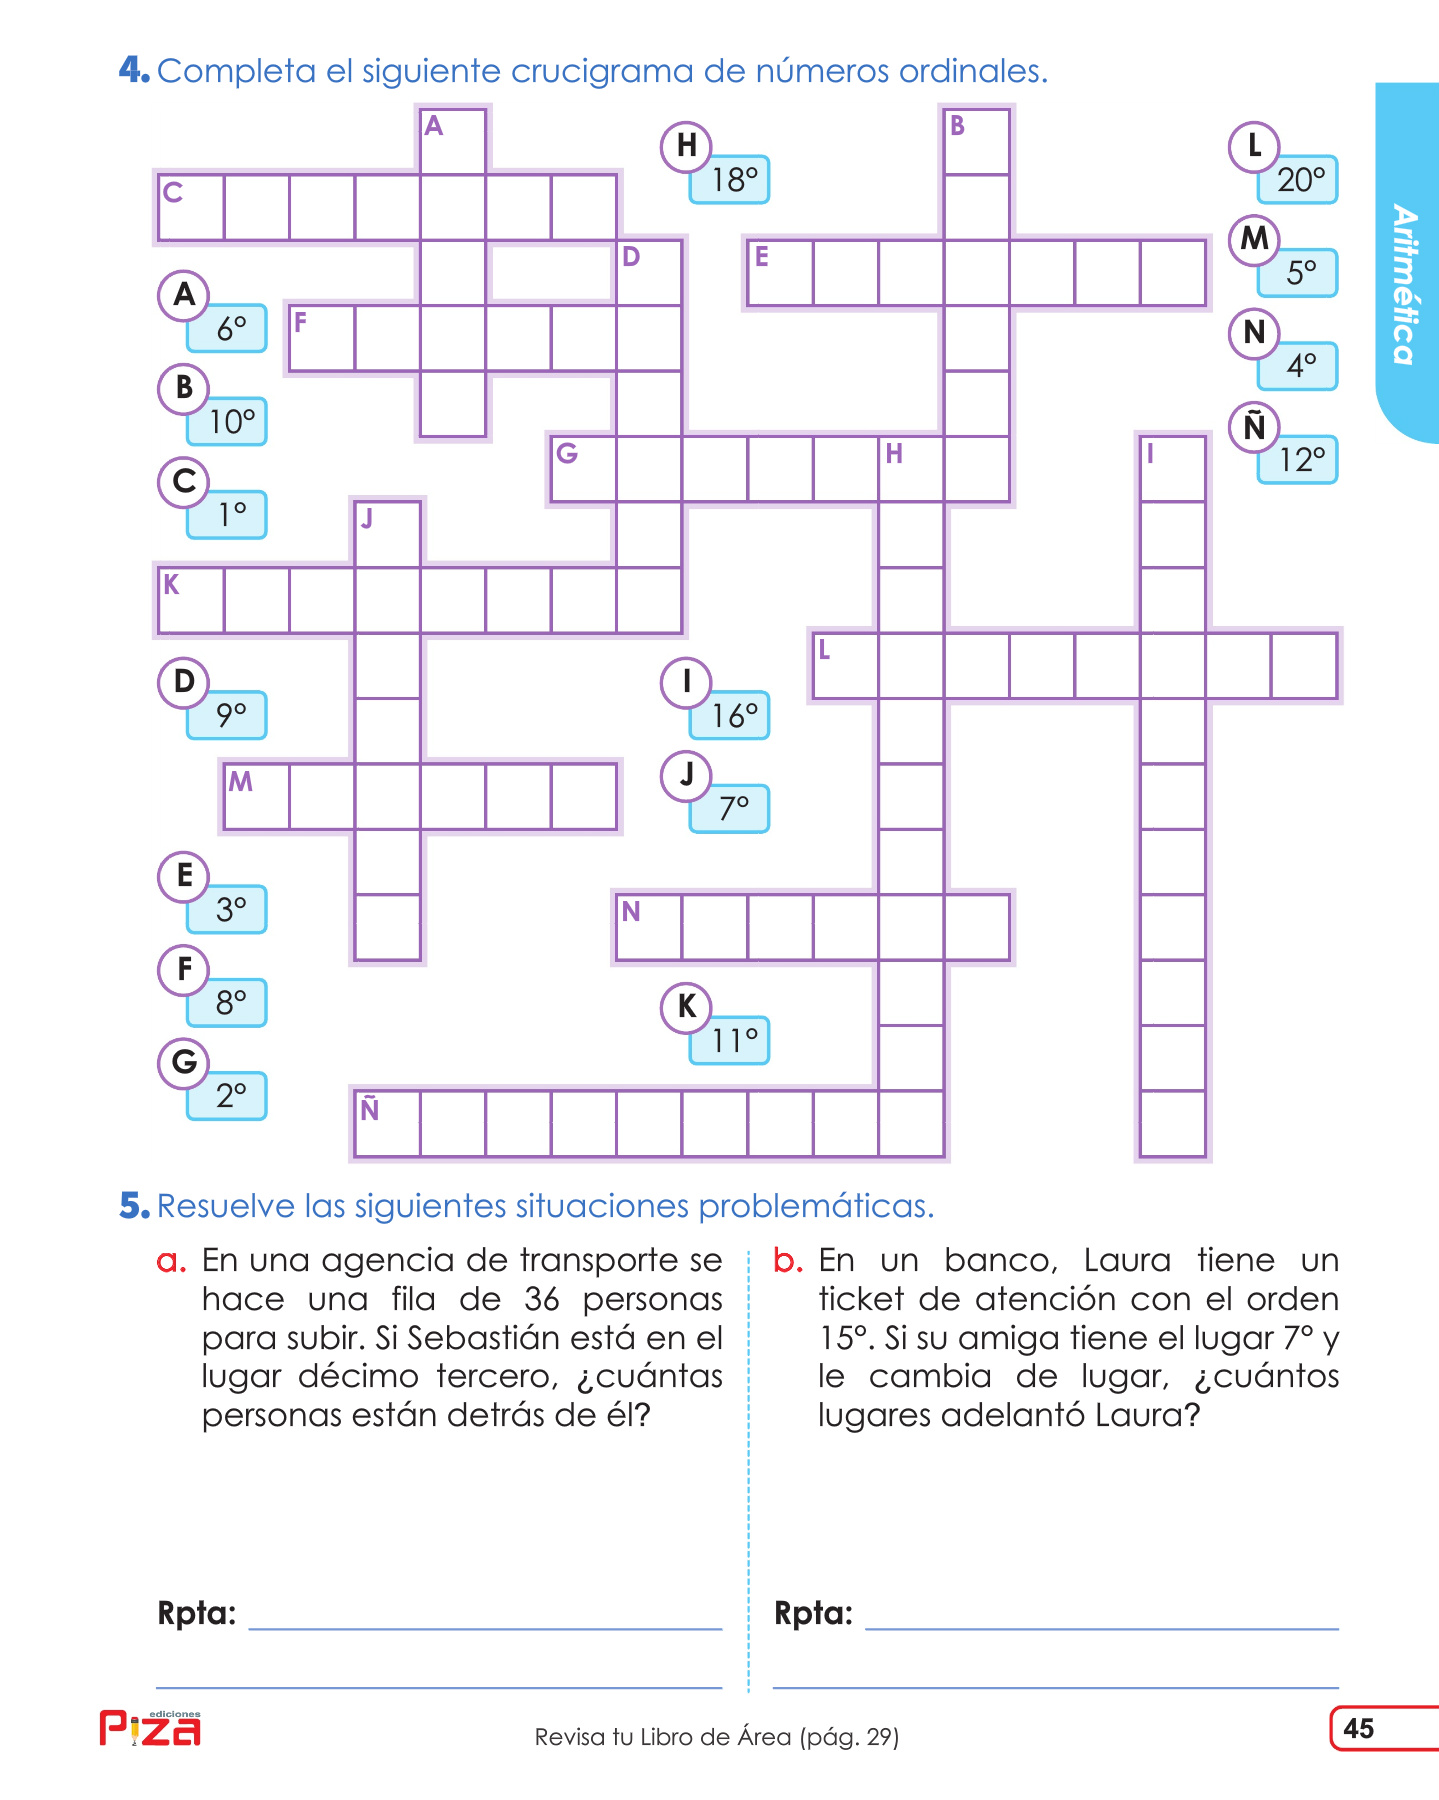 4. Completa el siguiente crucigrama de números ordinales.
A
B
C
D
E
F
G
H
I
J
K
L
M
N
Ñ
A
6°
B
10°
C
1°
D
9°
E
3°
F
8°
G
2°
H
18°
I
16°
J
7°
K
11°
L
20°
M
5°
N
4°
Ñ
12°
Aritmética
5. Resuelve las siguientes situaciones problemáticas.
a. En una agencia de transporte se
hace una fila de 36 personas
para subir. Si Sebastián está en el
lugar décimo tercero, ¿cuántas
personas están detrás de él?
Rpta:
b. En un banco, Laura tiene un
ticket de atención con el orden
15°. Si su amiga tiene el lugar 7° y
le cambia de lugar, ¿cuántos
lugares adelantó Laura?
Rpta:
ediciones
Piza
Revisa tu Libro de Área (pág. 29)
45